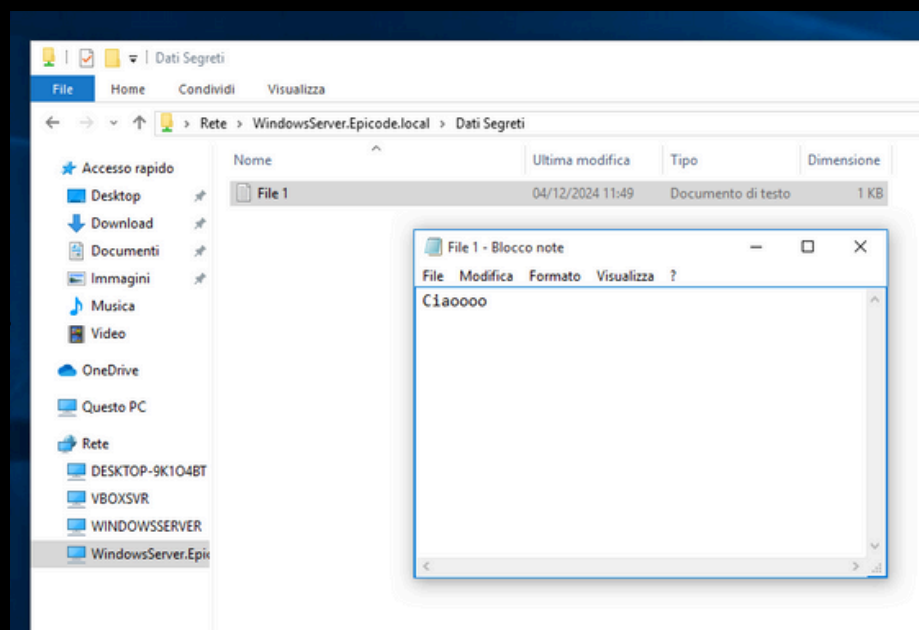 Dati Segreti
File Home Condividi Visualizza
Rete > WindowsServer.Epicode.local > Dati Segreti
Accesso rapido
Desktop
Download
Documenti
Immagini
Musica
Video
OneDrive
Questo PC
Rete
DESKTOP-9K1O4BT
VBOXSVR
WINDOWSSERVER
WindowsServer.Epic
Nome Ultima modifica Tipo Dimensione
File 1 04/12/2024 11:49 Documento di testo 1 KB
File 1 - Blocco note
File Modifica Formato Visualizza ?
Ciaoooo